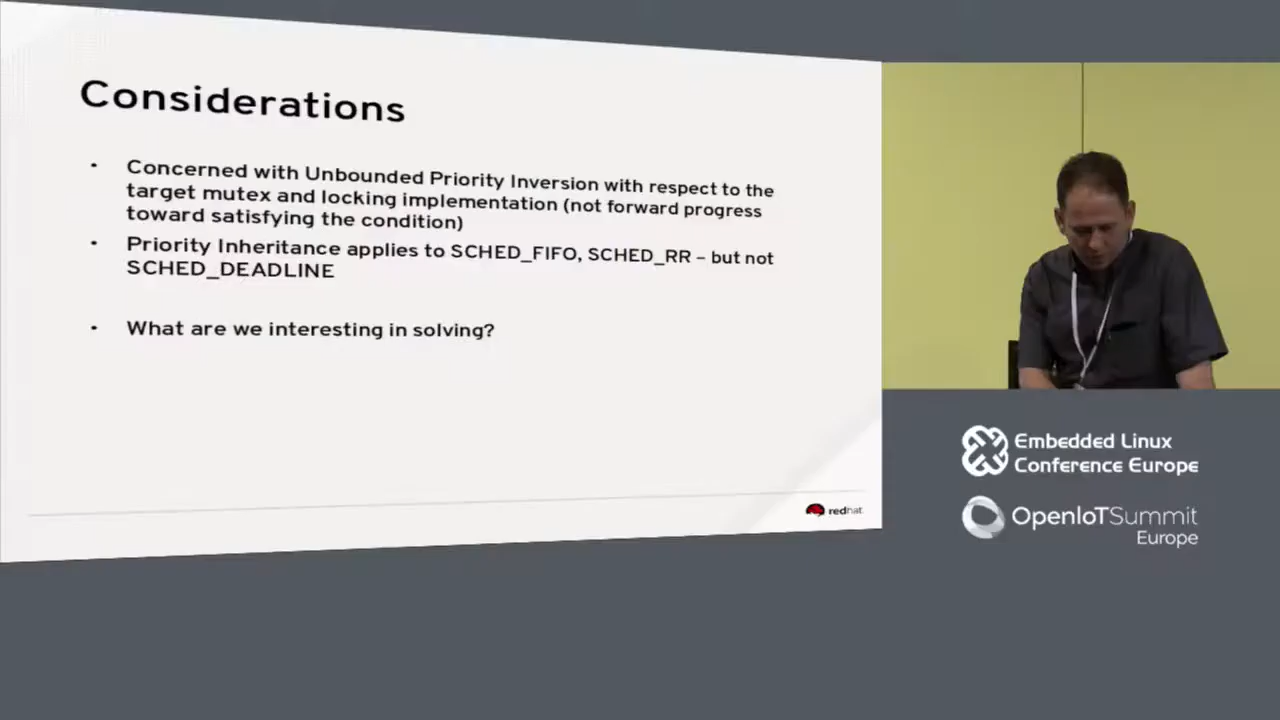 Considerations
• Concerned with Unbounded Priority Inversion with respect to the
target mutex and locking implementation (not forward progress
toward satisfying the condition)
• Priority Inheritance applies to SCHED_FIFO, SCHED_RR – but not
SCHED_DEADLINE
• What are we interesting in solving?
redhat
Embedded Linux
Conference Europe
OpenIoTSummit
Europe